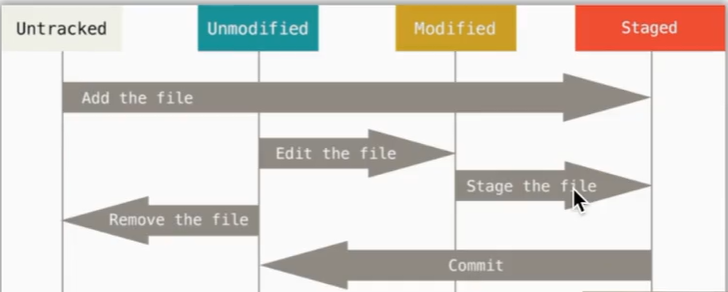 Untracked Unmodified Modified Staged
Add the file
Edit the file
Stage the file
Remove the file
Commit